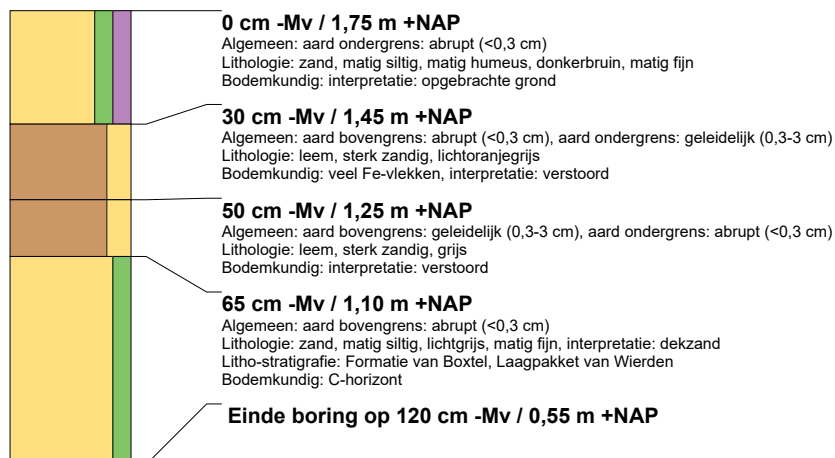 0 cm -Mv / 1,75 m +NAP
Algemeen: aard ondergrens: abrupt (<0,3 cm)
Lithologie: zand, matig siltig, matig humeus, donkerbruin, matig fijn
Bodemkundig: interpretatie: opgebrachte grond
30 cm -Mv / 1,45 m +NAP
Algemeen: aard bovengrens: abrupt (<0,3 cm), aard ondergrens: geleidelijk (0,3-3 cm)
Lithologie: leem, sterk zandig, lichtoranjegrijs
Bodemkundig: veel Fe-vlekken, interpretatie: verstoord
50 cm -Mv / 1,25 m +NAP
Algemeen: aard bovengrens: geleidelijk (0,3-3 cm), aard ondergrens: abrupt (<0,3 cm)
Lithologie: leem, sterk zandig, grijs
Bodemkundig: interpretatie: verstoord
65 cm -Mv / 1,10 m +NAP
Algemeen: aard bovengrens: abrupt (<0,3 cm)
Lithologie: zand, matig siltig, lichtgrijs, matig fijn, interpretatie: dekzand
Litho-stratigrafie: Formatie van Boxtel, Laagpakket van Wierden
Bodemkundig: C-horizont
Einde boring op 120 cm -Mv / 0,55 m +NAP